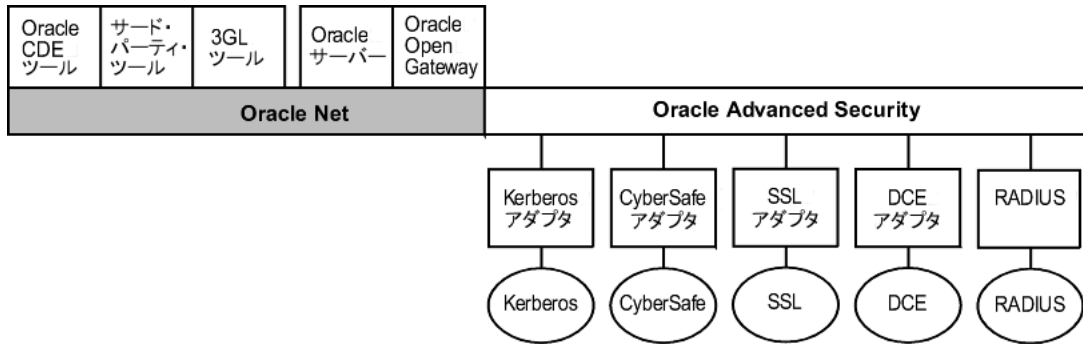 Oracle
CDE
ツール
サード・
パーティ・
ツール
3GL
ツール
Oracle
サーバー
Oracle
Open
Gateway
Oracle Net
Oracle Advanced Security
Kerberos
アダプタ
CyberSafe
アダプタ
SSL
アダプタ
DCE
アダプタ
RADIUS
Kerberos
CyberSafe
SSL
DCE
RADIUS